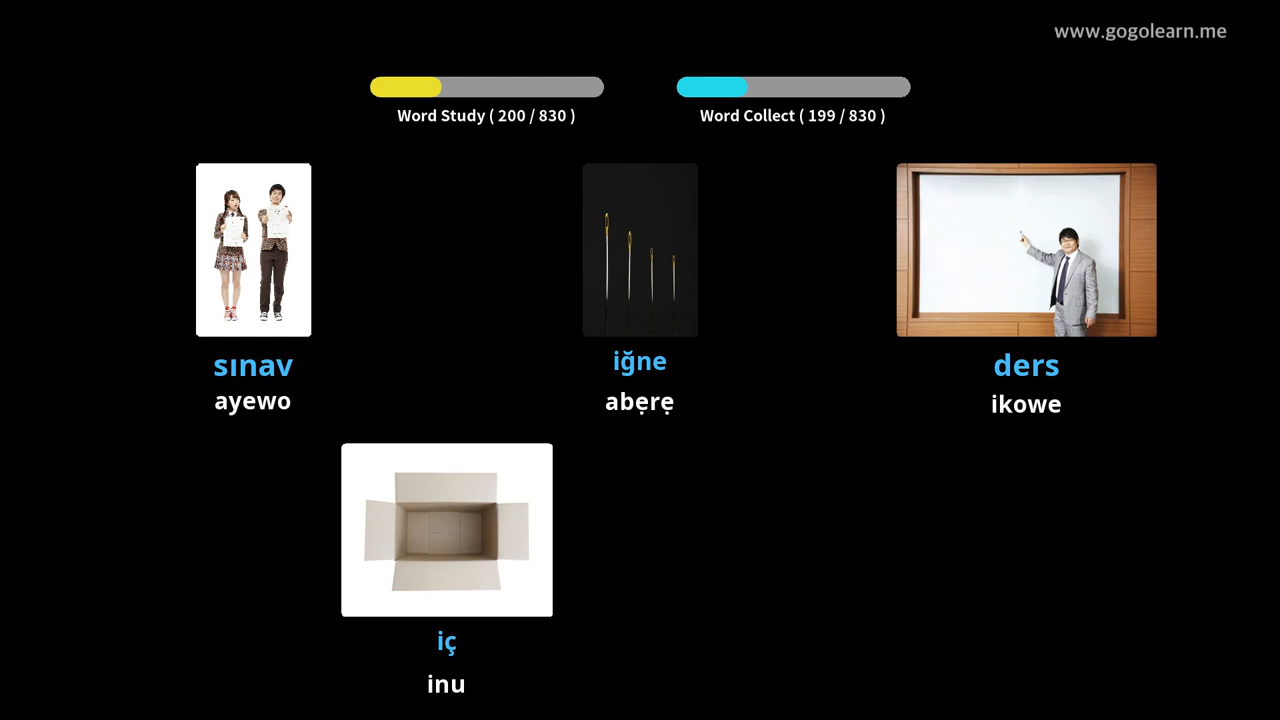 www.gogolearn.me
Word Study ( 200 / 830 )
Word Collect ( 199 / 830 )
sınav
ayewo
iğne
abẹrẹ
ders
ikowe
iç
inu